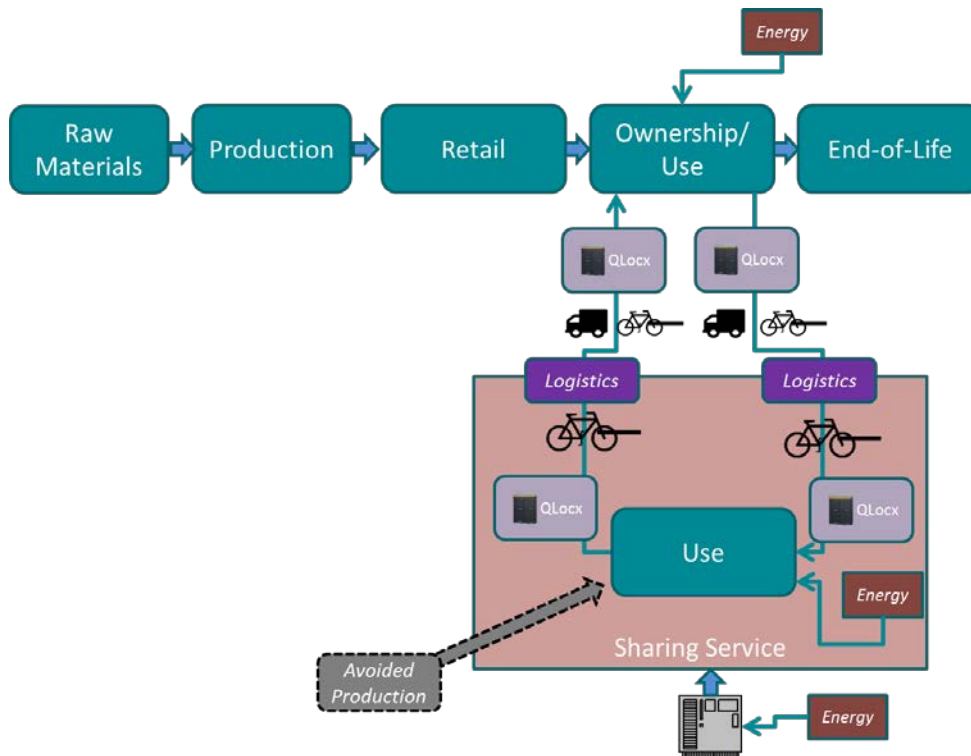 Energy
Raw
Materials
Production
Retail
Ownership/
Use
End-of-Life
QLocx
QLocx
Logistics
Logistics
QLocx
QLocx
Use
Energy
Sharing Service
Avoided
Production
Energy